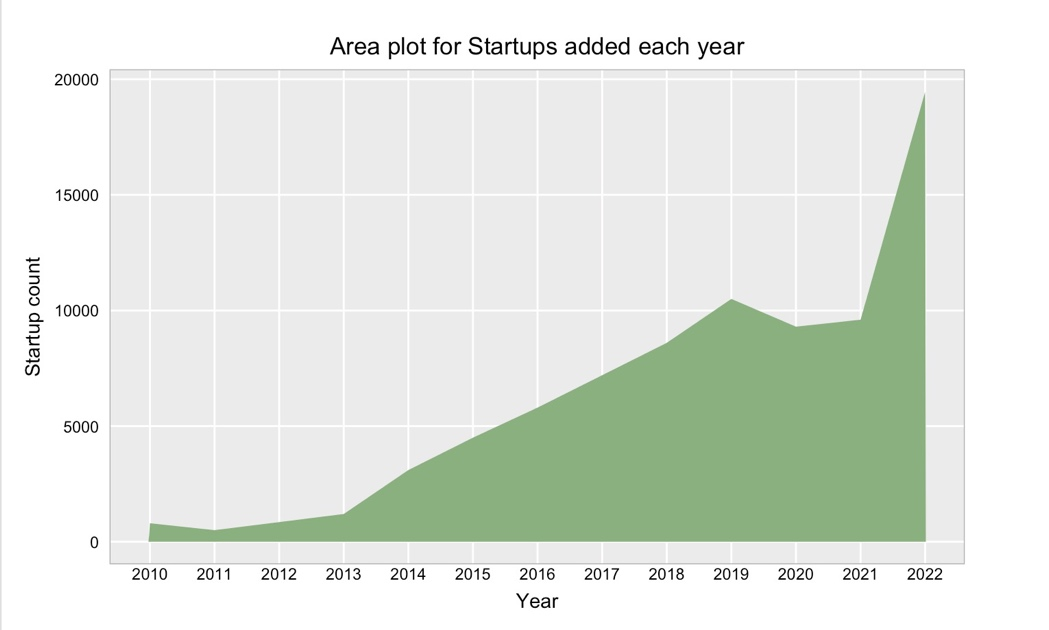 Area plot for Startups added each year
20000
15000
10000
5000
0
Startup count
2010 2011 2012 2013 2014 2015 2016 2017 2018 2019 2020 2021 2022
Year